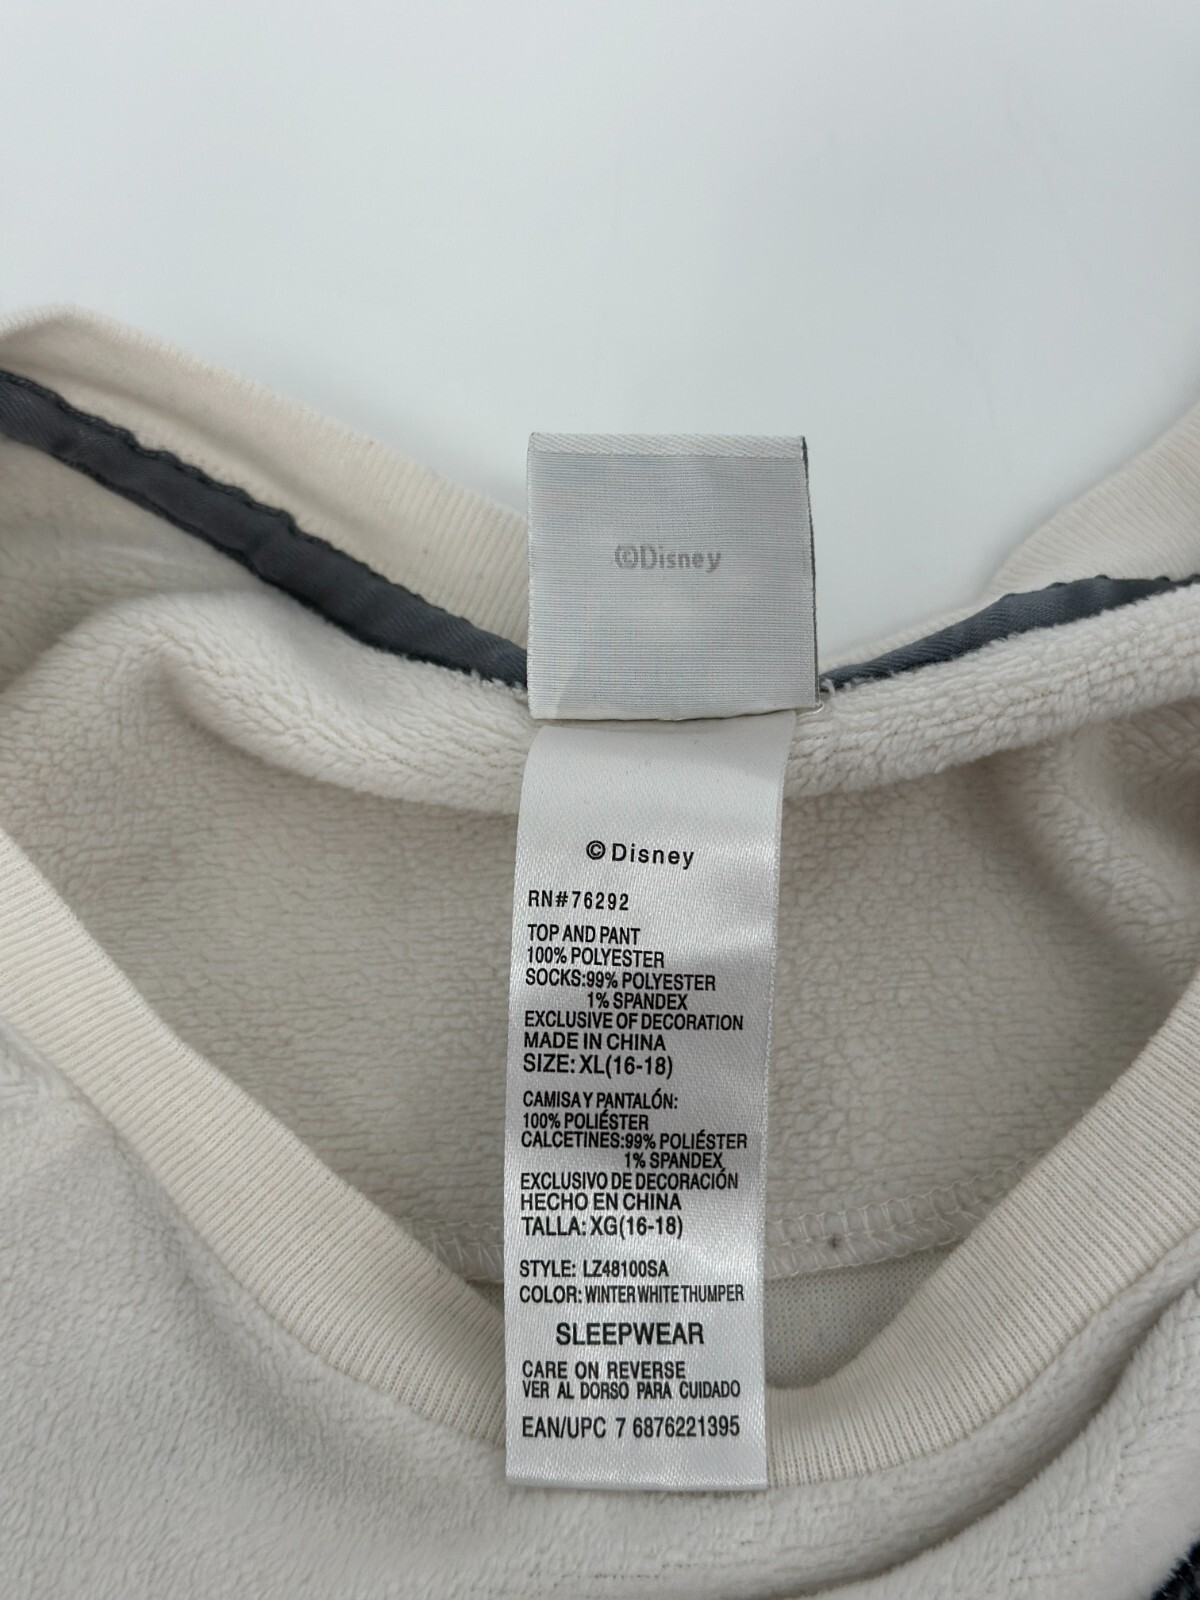 ©Disney
©Disney
RN#76292
TOP AND PANT
100% POLYESTER
SOCKS:99% POLYESTER
1% SPANDEX
EXCLUSIVE OF DECORATION
MADE IN CHINA
SIZE: XL(16-18)
CAMISA Y PANTALÓN:
100% POLIÉSTER
CALCETINES:99% POLIÉSTER
1% SPANDEX
EXCLUSIVO DE DECORACIÓN
HECHO EN CHINA
TALLA: XG(16-18)
STYLE: LZ48100SA
COLOR: WINTER WHITE THUMPER
SLEEPWEAR
CARE ON REVERSE
VER AL DORSO PARA CUIDADO
EAN/UPC 7 6876221395